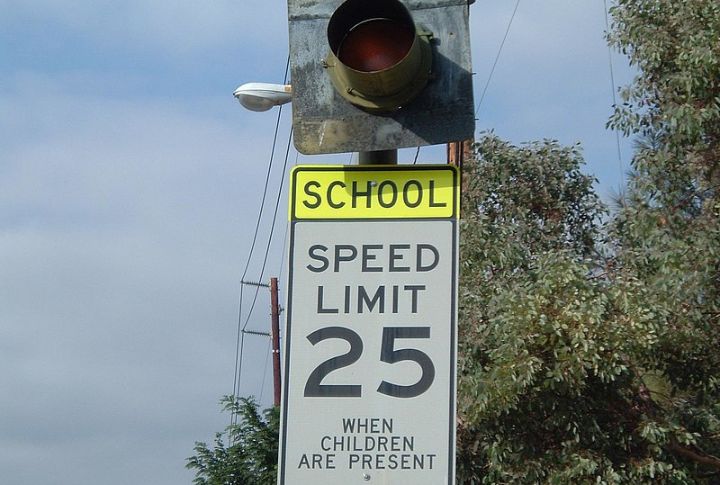 SCHOOL
SPEED
LIMIT
25
WHEN
CHILDREN
ARE PRESENT